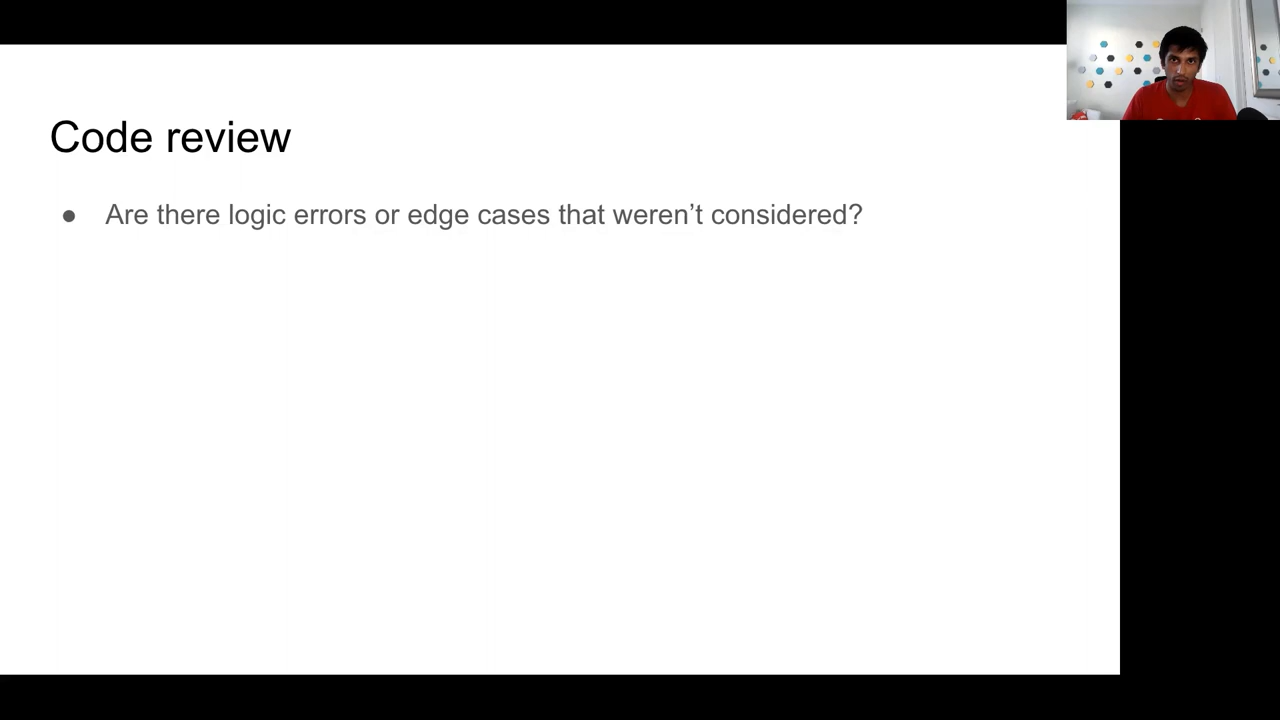 Code review
● Are there logic errors or edge cases that weren’t considered?